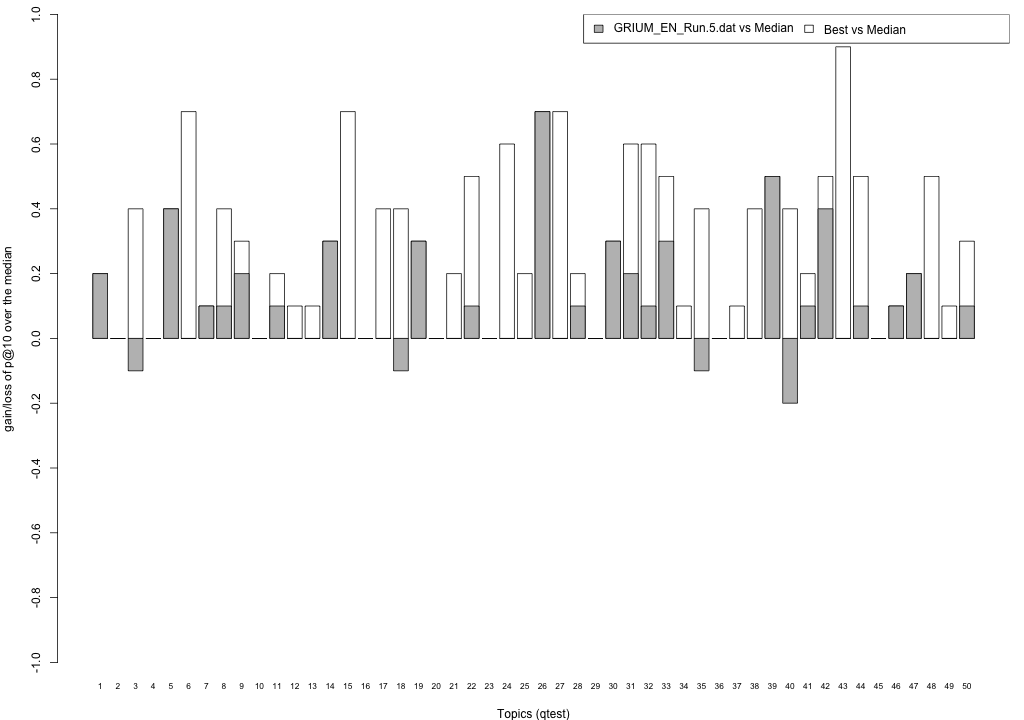 GRIUM_EN_Run.5.dat vs Median Best vs Median
gain/loss of p@10 over the median
1.0
0.8
0.6
0.4
0.2
0.0
-0.2
-0.4
-0.6
-0.8
-1.0
1 2 3 4 5 6 7 8 9 10 11 12 13 14 15 16 17 18 19 20 21 22 23 24 25 26 27 28 29 30 31 32 33 34 35 36 37 38 39 40 41 42 43 44 45 46 47 48 49 50
Topics (qtest)